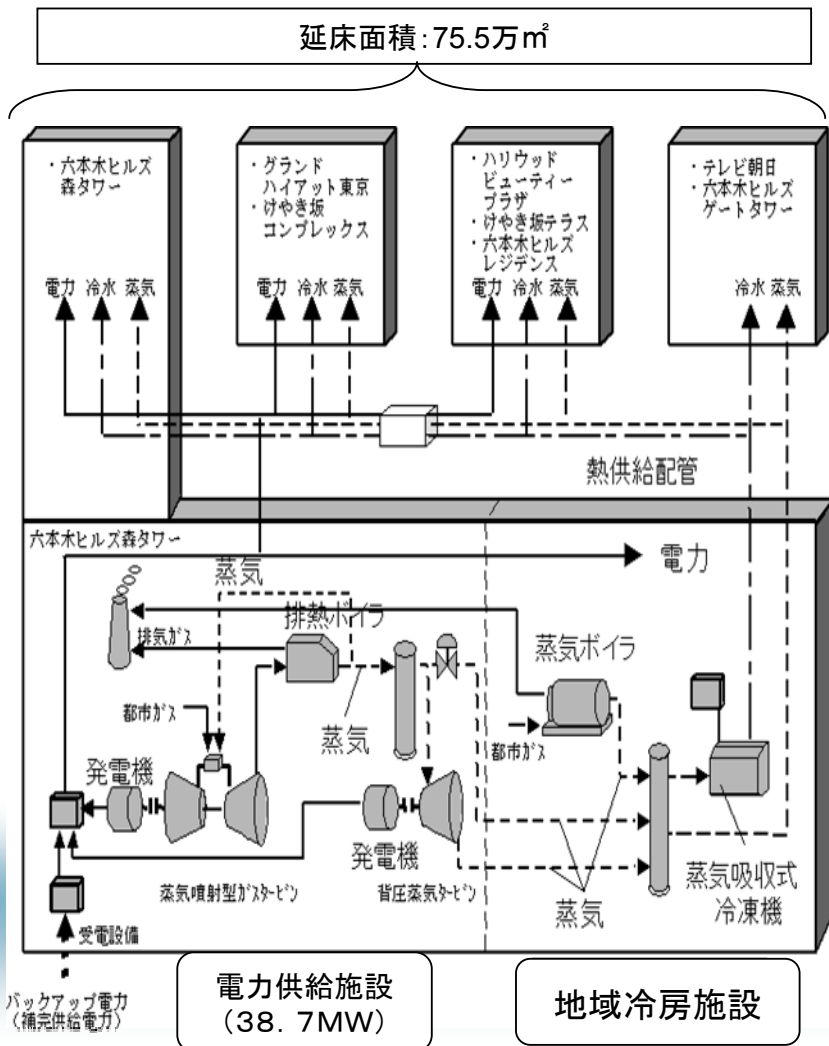 延床面積:75.5万㎡
・六本木ヒルズ
森タワー
電力 冷水 蒸気
・グランド
ハイアット東京
・けやき坂
コンプレックス
電力 冷水 蒸気
・ハリウッド
ビューティー
プラザ
・けやき坂テラス
・六本木ヒルズ
レジデンス
電力 冷水 蒸気
・テレビ朝日
・六本木ヒルズ
ゲートタワー
冷水 蒸気
熱供給配管
六本木ヒルズ森タワー
電力
蒸気
排熱ボイラ
排気ガス
蒸気ボイラ
都市ガス
蒸気
都市ガス
発電機
発電機
蒸気噴射型ガスタービン
背圧蒸気タービン
蒸気
蒸気吸収式
冷凍機
受電設備
バックアップ電力
(補完供給電力)
電力供給施設
(38.7MW)
地域冷房施設